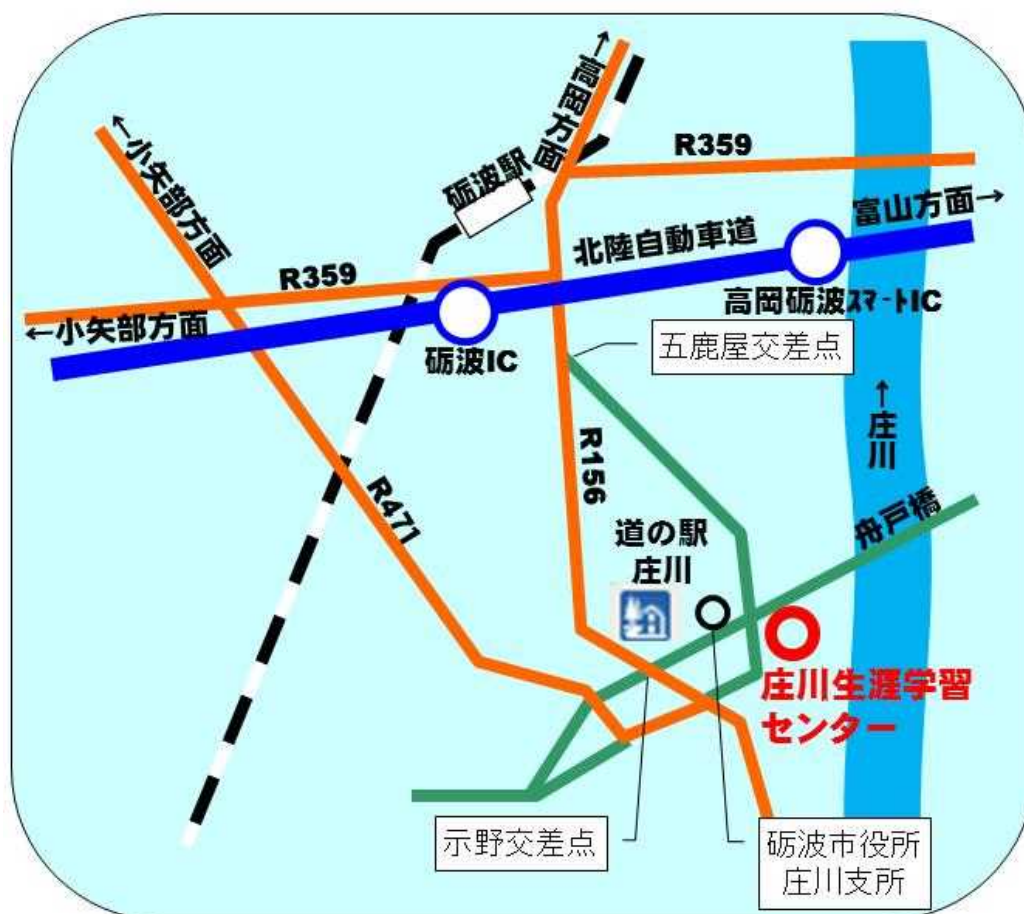 ↑高岡方面
↑小矢部方面
砺波駅
R359
富山方面→
北陸自動車道
R359
高岡砺波ｽﾏｰﾄIC
←小矢部方面
砺波IC
五鹿屋交差点
↑庄川
R156
R471
舟戸橋
道の駅
庄川
庄川生涯学習
センター
示野交差点
砺波市役所
庄川支所